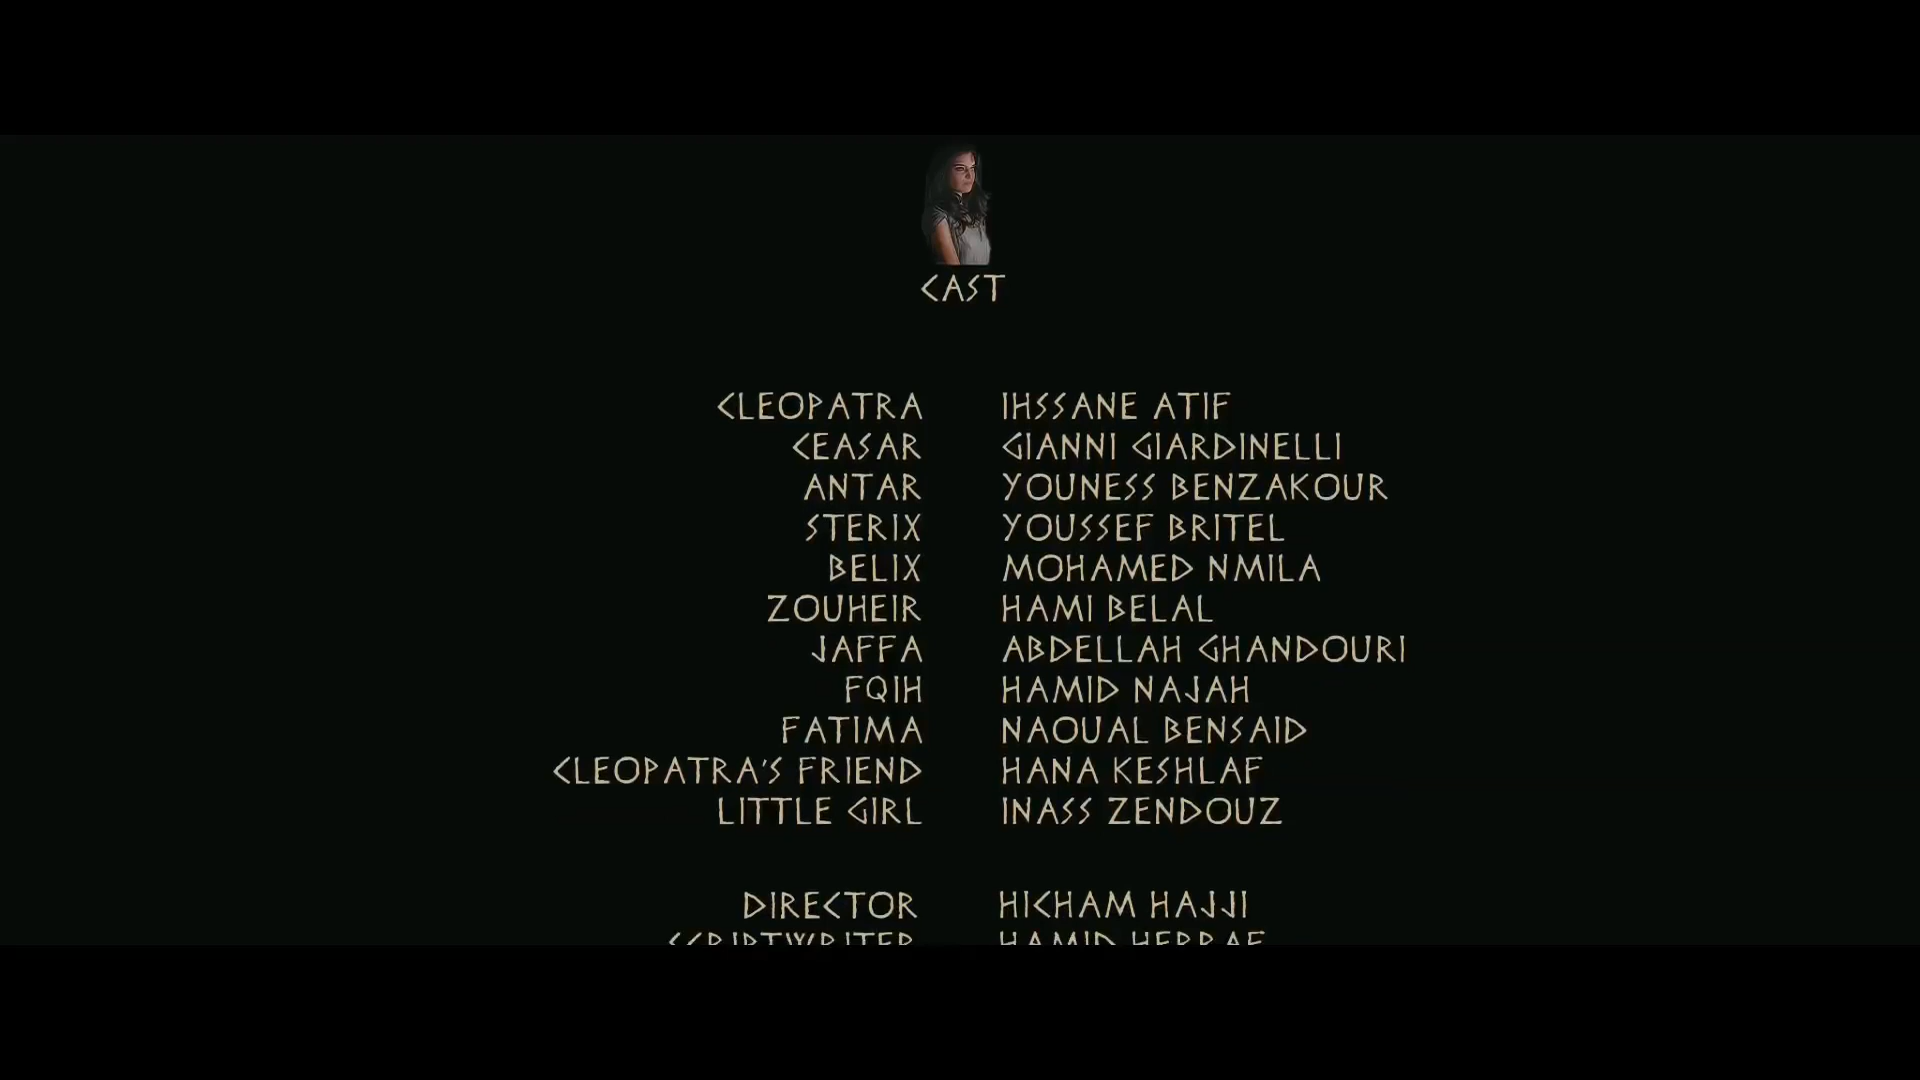 CAST
CLEOPATRA IHSSANE ATIF
CEASAR GIANNI GIARDINELLI
ANTAR YOUNESS BENZAKOUR
STERIX YOUSSEF BRITEL
BELIX MOHAMED NMILA
ZOUHEIR HAMI BELAL
JAFFA ABDELLAH GHANDOURI
FQIH HAMID NAJAH
FATIMA NAOUAL BENSAID
CLEOPATRA'S FRIEND HANA KESHLAF
LITTLE GIRL INASS ZENDOUZ
DIRECTOR HICHAM HAJJI
SCRIPTWRITER HAMID